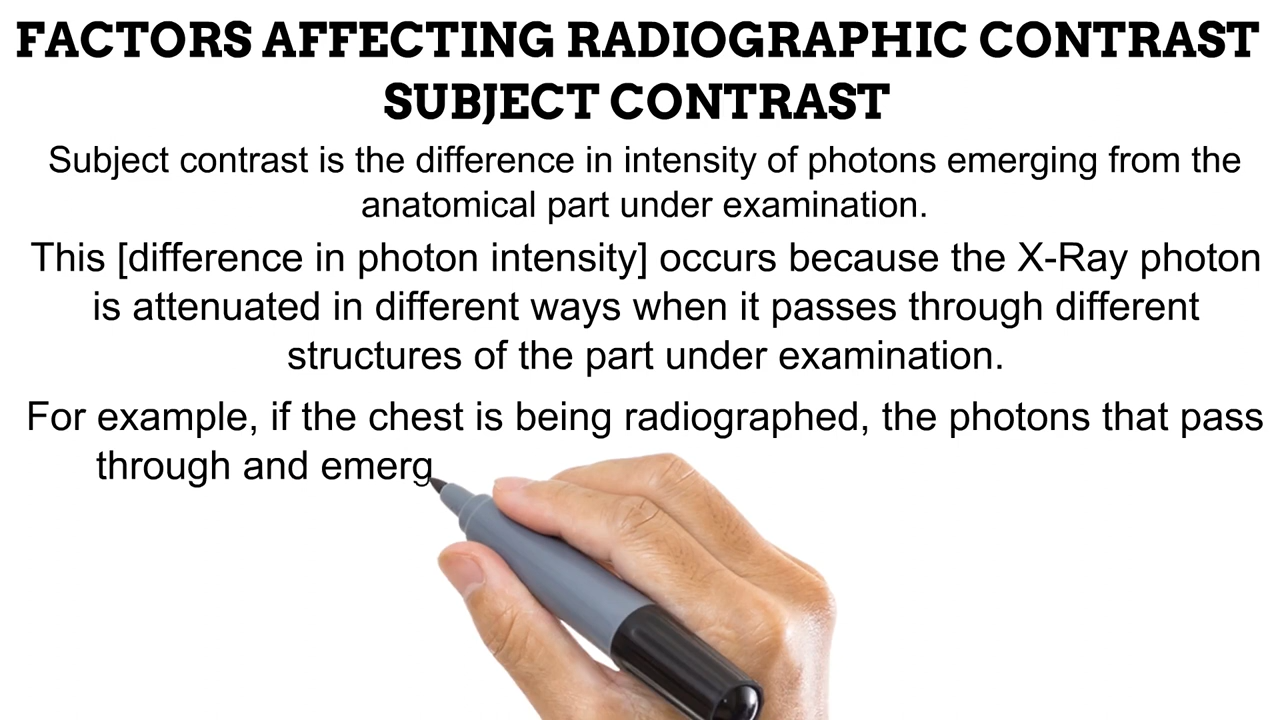 FACTORS AFFECTING RADIOGRAPHIC CONTRAST
SUBJECT CONTRAST
Subject contrast is the difference in intensity of photons emerging from the
anatomical part under examination.
This [difference in photon intensity] occurs because the X-Ray photon
is attenuated in different ways when it passes through different
structures of the part under examination.
For example, if the chest is being radiographed, the photons that pass
through and emerg